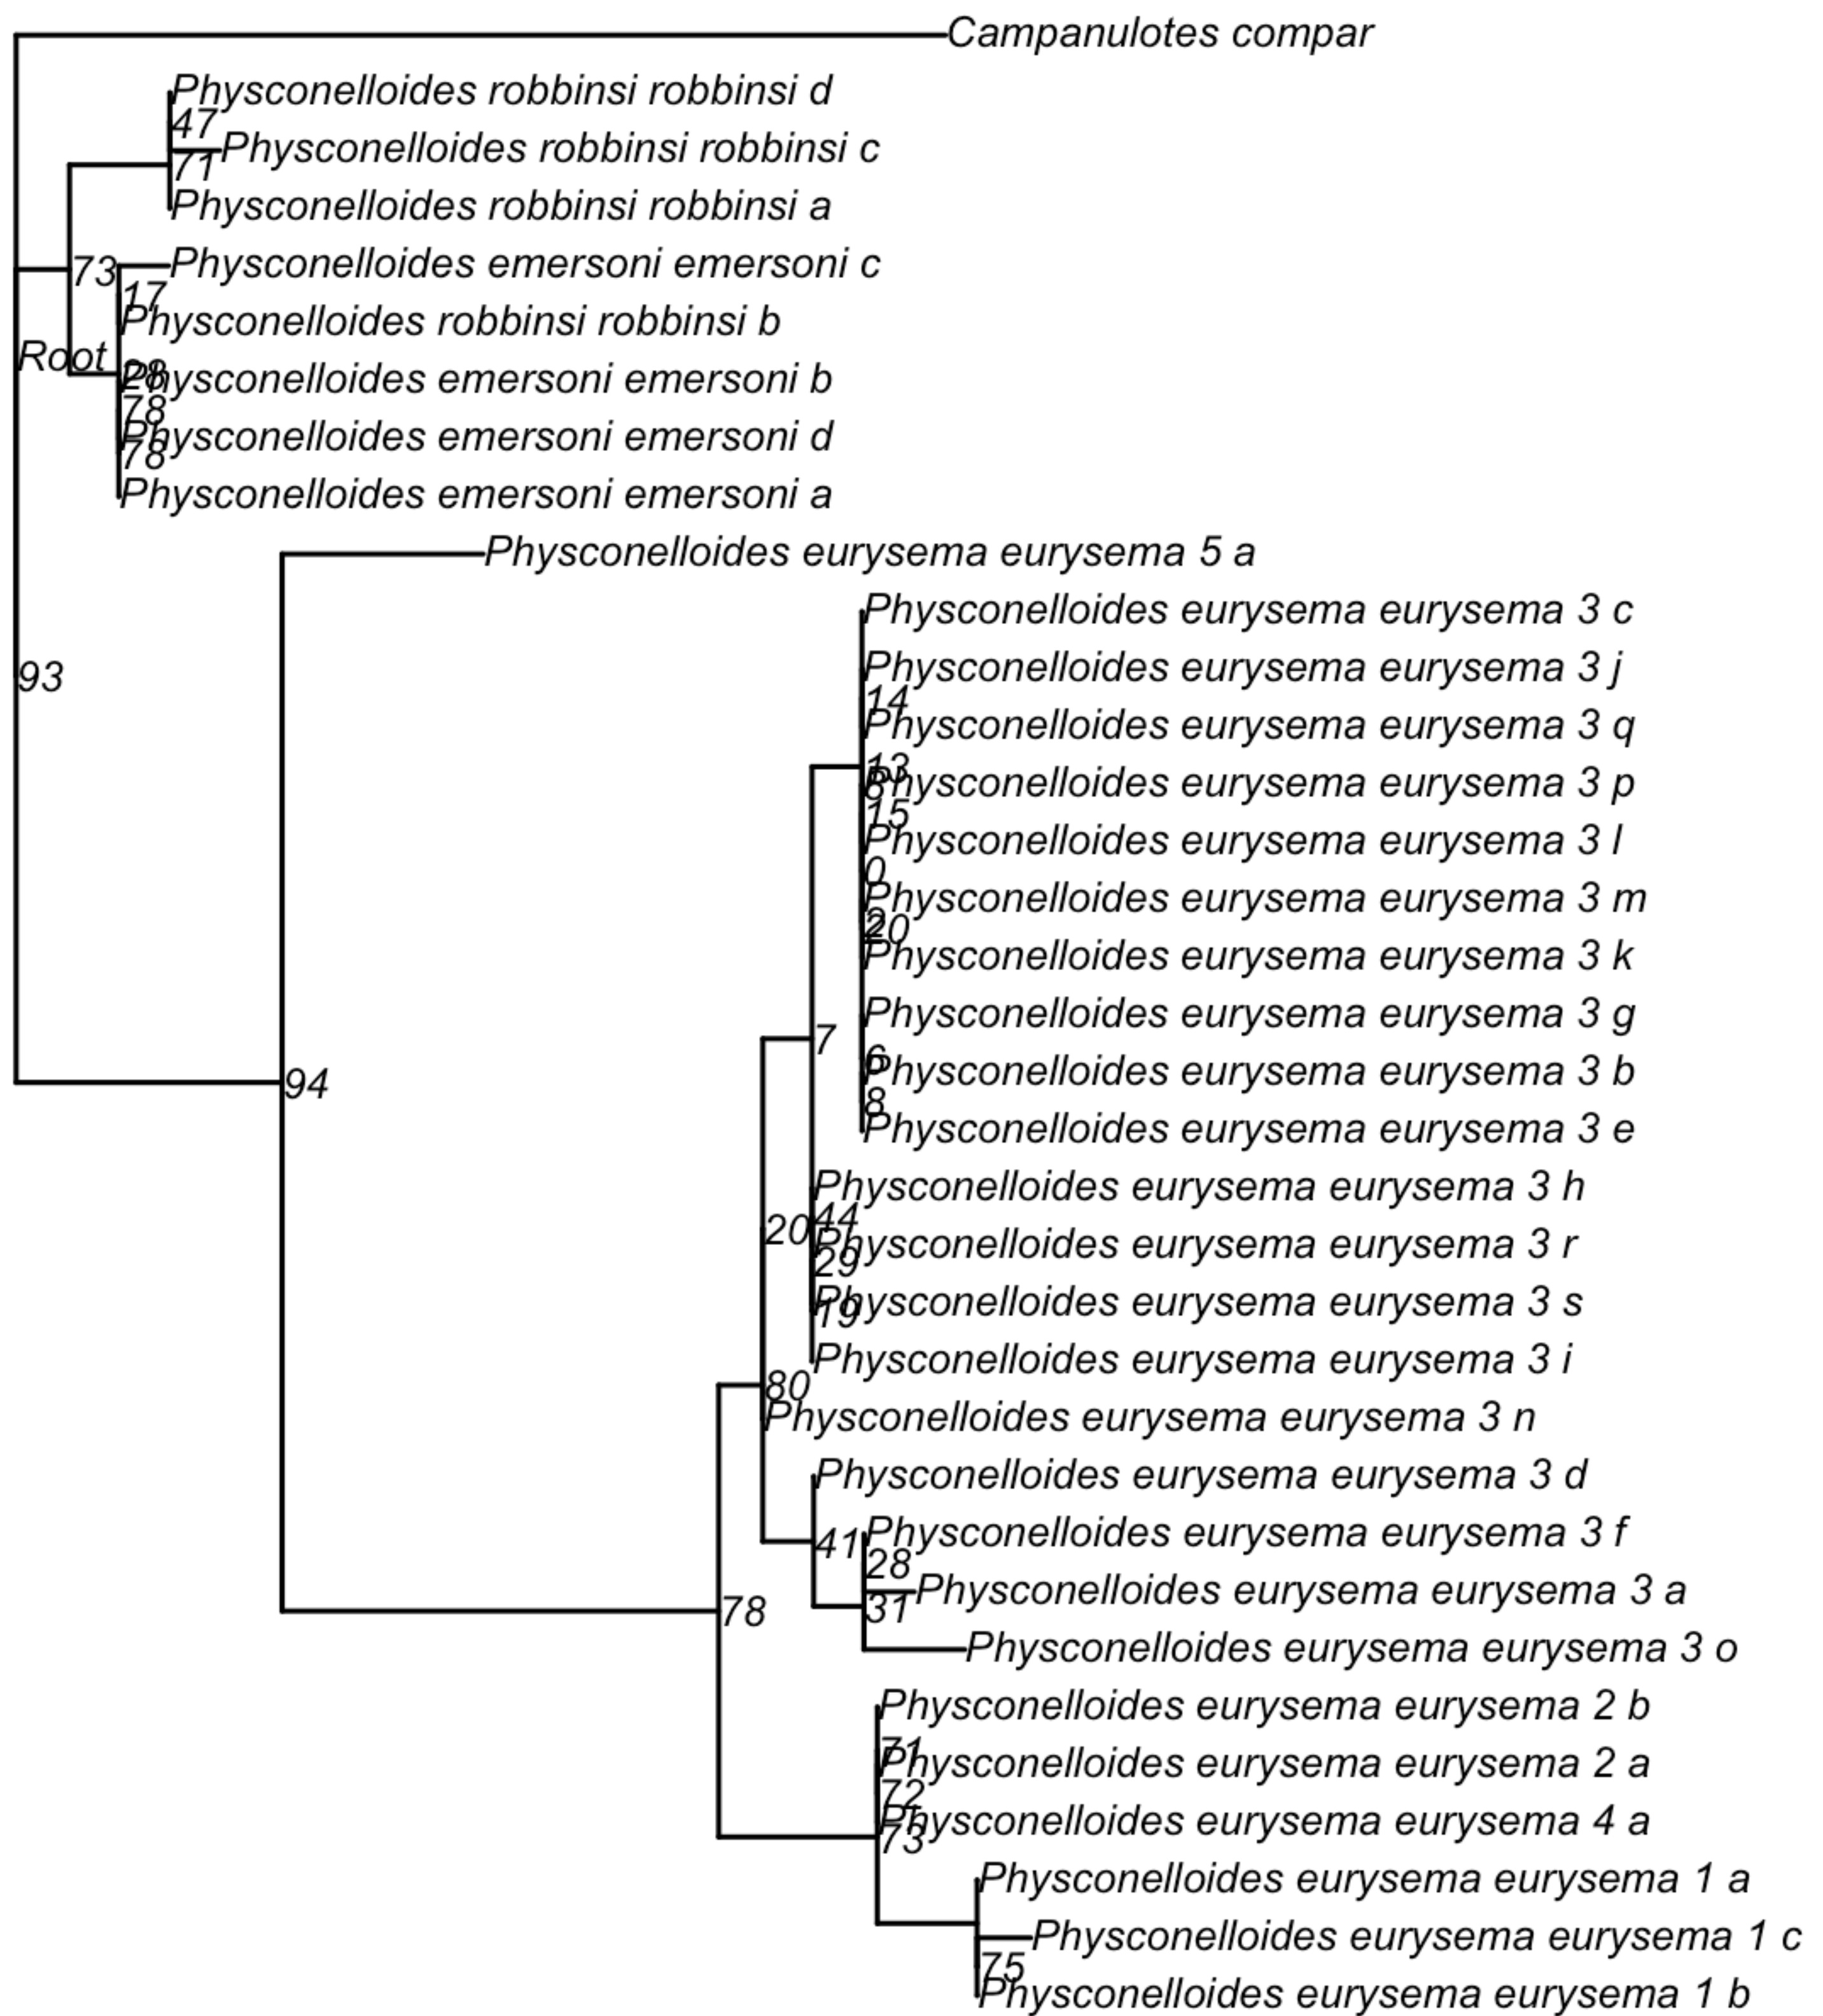 Campanulotes compar
Physconelloides robbinsi robbinsi d
47
Physconelloides robbinsi robbinsi c
71
Physconelloides robbinsi robbinsi a
Physconelloides emersoni emersoni c
73
17
Physconelloides robbinsi robbinsi b
Root
28
Physconelloides emersoni emersoni b
78
Physconelloides emersoni emersoni d
78
Physconelloides emersoni emersoni a
Physconelloides eurysema eurysema 5 a
Physconelloides eurysema eurysema 3 c
Physconelloides eurysema eurysema 3 j
93
14
Physconelloides eurysema eurysema 3 q
13
Physconelloides eurysema eurysema 3 p
15
Physconelloides eurysema eurysema 3 l
0
Physconelloides eurysema eurysema 3 m
20
Physconelloides eurysema eurysema 3 k
Physconelloides eurysema eurysema 3 g
7
6
Physconelloides eurysema eurysema 3 b
94
8
Physconelloides eurysema eurysema 3 e
Physconelloides eurysema eurysema 3 h
44
20
Physconelloides eurysema eurysema 3 r
29
Physconelloides eurysema eurysema 3 s
19
Physconelloides eurysema eurysema 3 i
80
Physconelloides eurysema eurysema 3 n
Physconelloides eurysema eurysema 3 d
41
Physconelloides eurysema eurysema 3 f
28
Physconelloides eurysema eurysema 3 a
31
78
Physconelloides eurysema eurysema 3 o
Physconelloides eurysema eurysema 2 b
71
Physconelloides eurysema eurysema 2 a
72
Physconelloides eurysema eurysema 4 a
73
Physconelloides eurysema eurysema 1 a
Physconelloides eurysema eurysema 1 c
75
Physconelloides eurysema eurysema 1 b